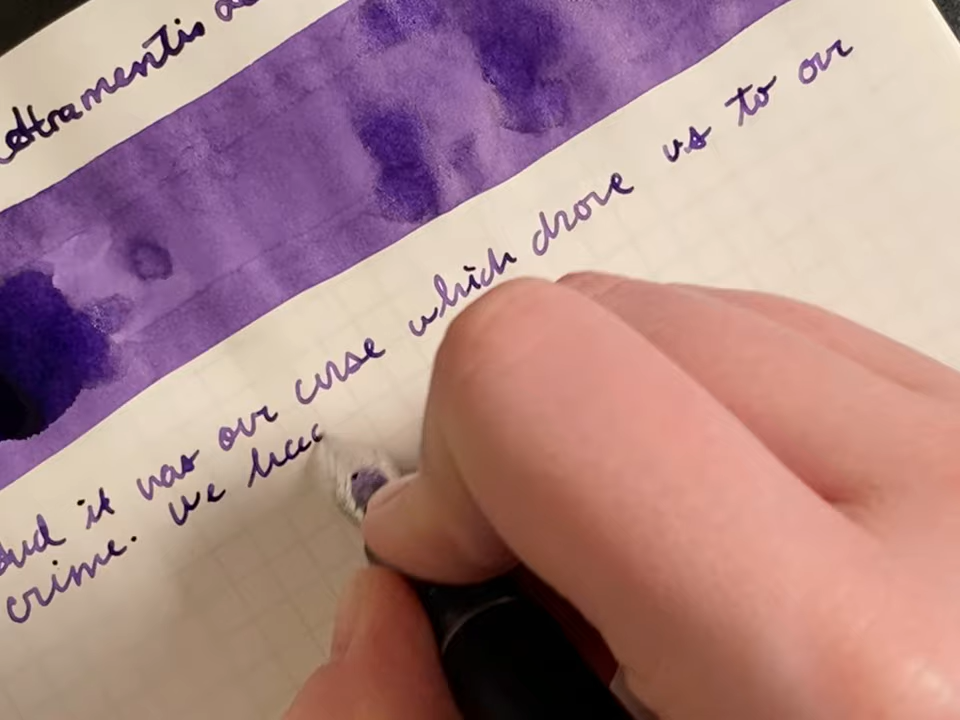 Atramentis
And it was our curse which drove us to our
crime. We